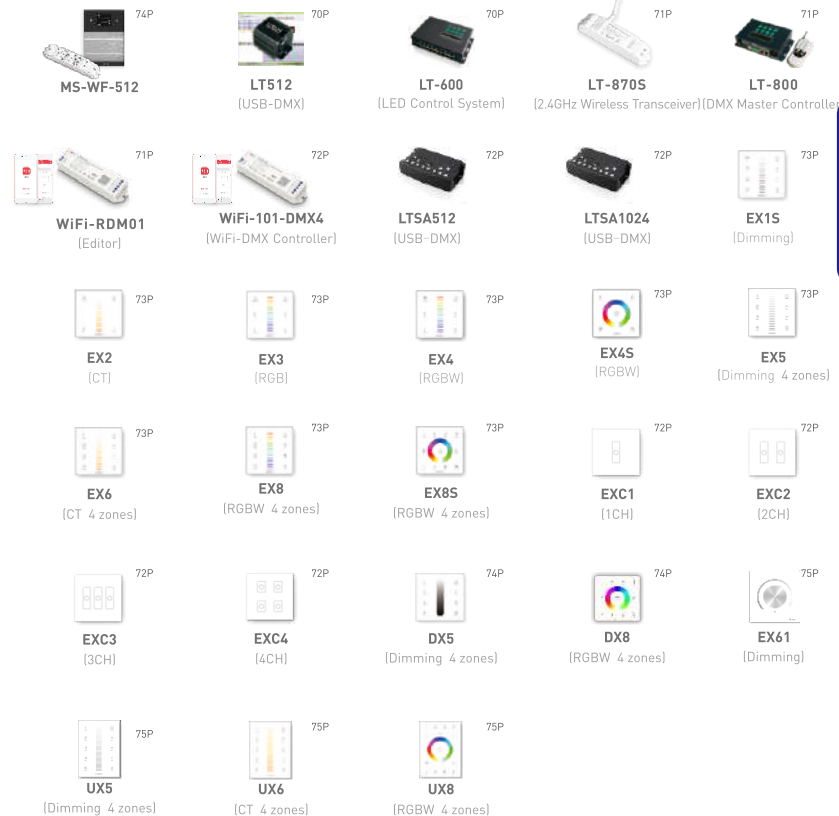 74P
MS-WF-512
70P
LT512
(USB-DMX)
70P
LT-600
(LED Control System)
71P
LT-870S
(2.4GHz Wireless Transceiver)
71P
LT-800
(DMX Master Controller
71P
WiFi-RDM01
(Editor)
72P
WiFi-101-DMX4
(WiFi-DMX Controller)
72P
LTSA512
(USB-DMX)
72P
LTSA1024
(USB-DMX)
73P
EX1S
(Dimming)
73P
EX2
(CT)
73P
EX3
(RGB)
73P
EX4
(RGBW)
73P
EX4S
(RGBW)
73P
EX5
(Dimming 4 zones)
73P
EX6
(CT 4 zones)
73P
EX8
(RGBW 4 zones)
73P
EX8S
(RGBW 4 zones)
72P
EXC1
(1CH)
72P
EXC2
(2CH)
72P
EXC3
(3CH)
72P
EXC4
(4CH)
74P
DX5
(Dimming 4 zones)
74P
DX8
(RGBW 4 zones)
75P
EX61
(Dimming)
75P
UX5
(Dimming 4 zones)
75P
UX6
(CT 4 zones)
75P
UX8
(RGBW 4 zones)